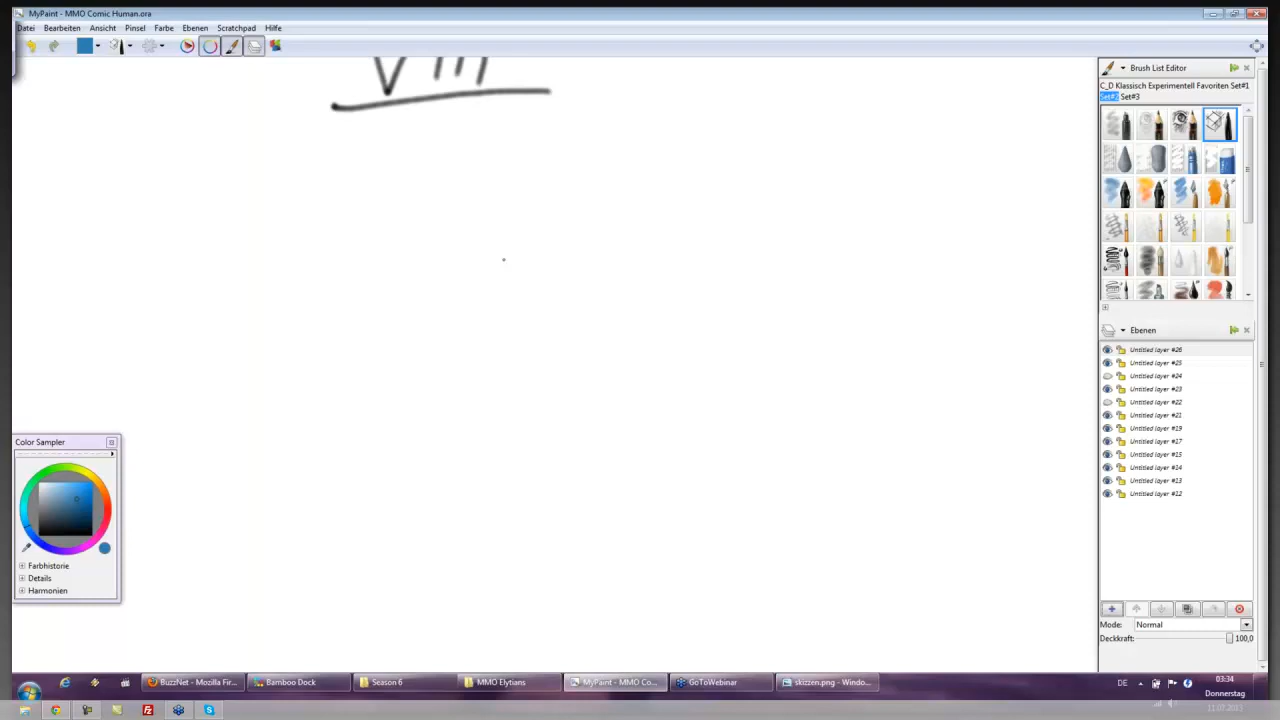 MyPaint - MMO Comic Human.ora
Datei Bearbeiten Ansicht Pinsel Farbe Ebenen Scratchpad Hilfe
VIII
Brush List Editor
C_D Klassisch Experimentell Favoriten Set#1
Set#2 Set#3
Ebenen
Untitled layer #26
Untitled layer #25
Untitled layer #24
Untitled layer #23
Untitled layer #22
Untitled layer #21
Untitled layer #19
Untitled layer #17
Untitled layer #15
Untitled layer #14
Untitled layer #13
Untitled layer #12
Mode: Normal
Deckkraft: 100,0
Color Sampler
Farbhistorie
Details
Harmonien
BuzzNet - Mozilla Fir... Bamboo Dock Season 6 MMO Elytians MyPaint - MMO Co... GoToWebinar skizzen.png - Windo... DE 03:34
Donnerstag
11.07.2013